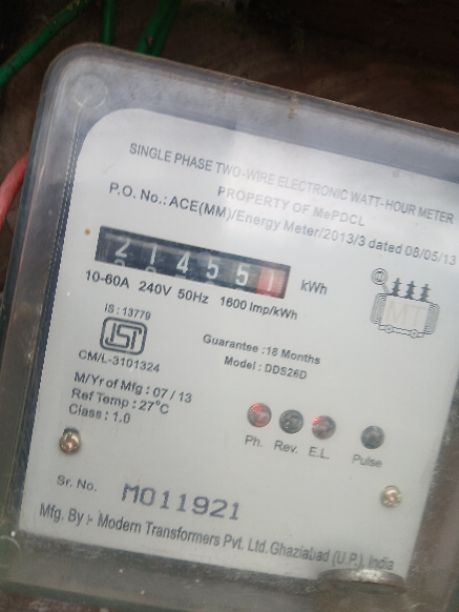 SINGLE PHASE TWO-WIRE ELECTRONIC WATT-HOUR METER
PROPERTY OF MePDCL
P.O. No.: ACE(MM)/Energy Meter/2013/3 dated 08/05/13
214551 kWh
10-60A 240V 50Hz 1600 Imp/kWh
IS : 13779
ISI
CM/L-3101324
MT
Guarantee :18 Months
Model : DDS26D
M/Yr of Mfg : 07 / 13
Ref Temp : 27°C
Class : 1.0
Ph. Rev. E.L. Pulse
Sr. No. M011921
Mfg. By :- Modern Transformers Pvt. Ltd. Ghaziabad (U.P.), India